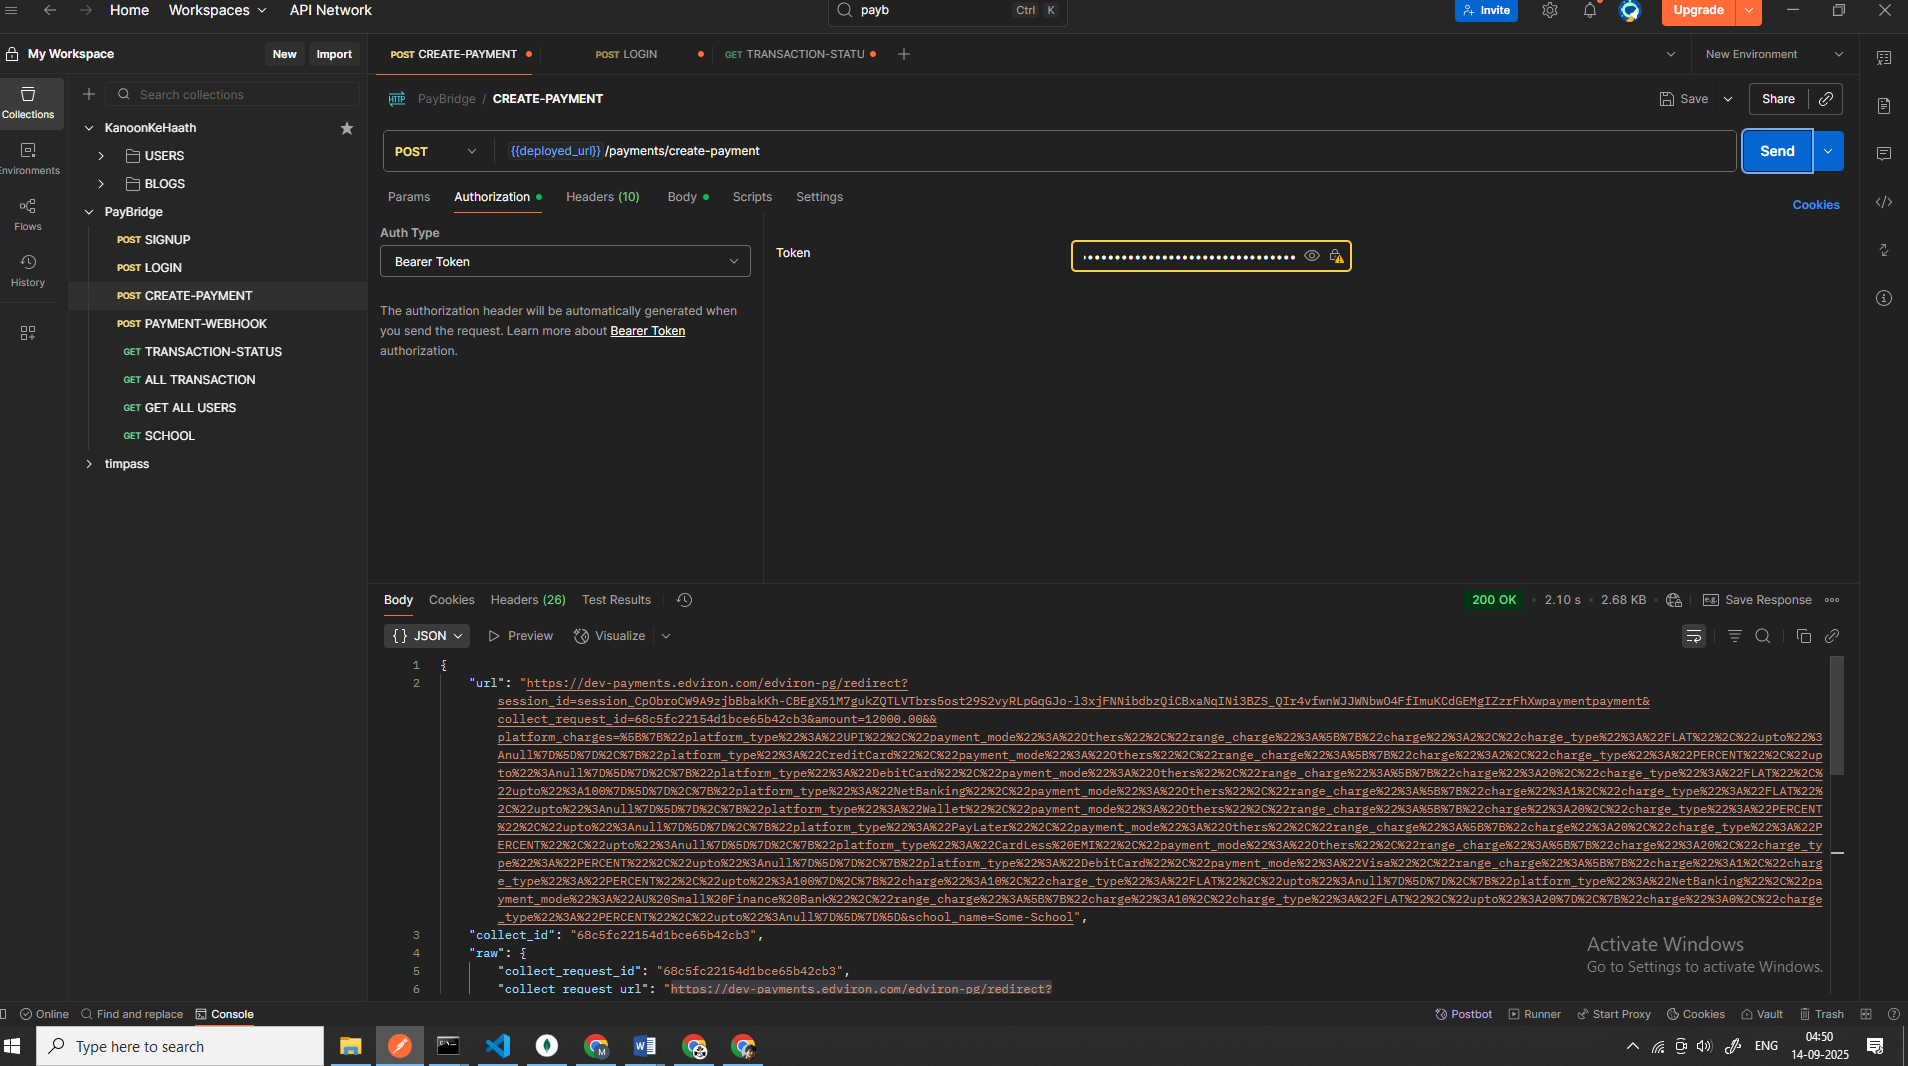 Home Workspaces API Network
payb Ctrl K
Invite Upgrade
My Workspace New Import
POST CREATE-PAYMENT POST LOGIN GET TRANSACTION-STATU New Environment
Search collections
Collections
Environments
Flows
History
KanoonKeHaath
USERS
BLOGS
PayBridge
POST SIGNUP
POST LOGIN
POST CREATE-PAYMENT
POST PAYMENT-WEBHOOK
GET TRANSACTION-STATUS
GET ALL TRANSACTION
GET GET ALL USERS
GET SCHOOL
timpass
HTTP PayBridge / CREATE-PAYMENT Save Share
POST {{deployed_url}} /payments/create-payment Send
Params Authorization Headers (10) Body Scripts Settings Cookies
Auth Type
Bearer Token
Token
The authorization header will be automatically generated when
you send the request. Learn more about Bearer Token
authorization.
Body Cookies Headers (26) Test Results 200 OK 2.10 s 2.68 KB e.g. Save Response
{} JSON Preview Visualize
1 {
2 "url": "https://dev-payments.edviron.com/edviron-pg/redirect?
collect_request_id=68c5fc22154d1bce65b42cb3&amount=12000.00&&
platform_charges=%5B%7B%22platform_type%22%3A%22UPI%22%2C%22payment_mode%22%3A%22Others%22%2C%22range_charge%22%3A%5B%7B%22charge%22%3A2%2C%22charge_type%22%3A%22FLAT%22%2C%22upto%22%3
Anull%7D%5D%7D%2C%7B%22platform_type%22%3A%22CreditCard%22%2C%22payment_mode%22%3A%22Others%22%2C%22range_charge%22%3A%5B%7B%22charge%22%3A2%2C%22charge_type%22%3A%22PERCENT%22%2C%22up
to%22%3Anull%7D%5D%7D%2C%7B%22platform_type%22%3A%22DebitCard%22%2C%22payment_mode%22%3A%22Others%22%2C%22range_charge%22%3A%5B%7B%22charge%22%3A20%2C%22charge_type%22%3A%22FLAT%22%2C%
22upto%22%3A100%7D%5D%7D%2C%7B%22platform_type%22%3A%22NetBanking%22%2C%22payment_mode%22%3A%22Others%22%2C%22range_charge%22%3A%5B%7B%22charge%22%3A1%2C%22charge_type%22%3A%22FLAT%22%
2C%22upto%22%3Anull%7D%5D%7D%2C%7B%22platform_type%22%3A%22Wallet%22%2C%22payment_mode%22%3A%22Others%22%2C%22range_charge%22%3A%5B%7B%22charge%22%3A20%2C%22charge_type%22%3A%22PERCENT
%22%2C%22upto%22%3Anull%7D%5D%7D%2C%7B%22platform_type%22%3A%22PayLater%22%2C%22payment_mode%22%3A%22Others%22%2C%22range_charge%22%3A%5B%7B%22charge%22%3A20%2C%22charge_type%22%3A%22P
ERCENT%22%2C%22upto%22%3Anull%7D%5D%7D%2C%7B%22platform_type%22%3A%22CardLess%20EMI%22%2C%22payment_mode%22%3A%22Others%22%2C%22range_charge%22%3A%5B%7B%22charge%22%3A20%2C%22charge_ty
pe%22%3A%22PERCENT%22%2C%22upto%22%3Anull%7D%5D%7D%2C%7B%22platform_type%22%3A%22DebitCard%22%2C%22payment_mode%22%3A%22Visa%22%2C%22range_charge%22%3A%5B%7B%22charge%22%3A1%2C%22charg
e_type%22%3A%22PERCENT%22%2C%22upto%22%3A100%7D%2C%7B%22charge%22%3A10%2C%22charge_type%22%3A%22FLAT%22%2C%22upto%22%3Anull%7D%5D%7D%2C%7B%22platform_type%22%3A%22NetBanking%22%2C%22pa
yment_mode%22%3A%22AU%20Small%20Finance%20Bank%22%2C%22range_charge%22%3A%5B%7B%22charge%22%3A10%2C%22charge_type%22%3A%22FLAT%22%2C%22upto%22%3A20%7D%2C%7B%22charge%22%3A0%2C%22charge
_type%22%3A%22PERCENT%22%2C%22upto%22%3Anull%7D%5D%7D%5D&school_name=Some-School",
3 "collect_id": "68c5fc22154d1bce65b42cb3",
4 "raw": {
5 "collect_request_id": "68c5fc22154d1bce65b42cb3",
6 "collect_request_url": "https://dev-payments.edviron.com/edviron-pg/redirect?
Activate Windows
Go to Settings to activate Windows.
Online Find and replace Console Postbot Runner Start Proxy Cookies Vault Trash
Type here to search ENG 04:50
14-09-2025